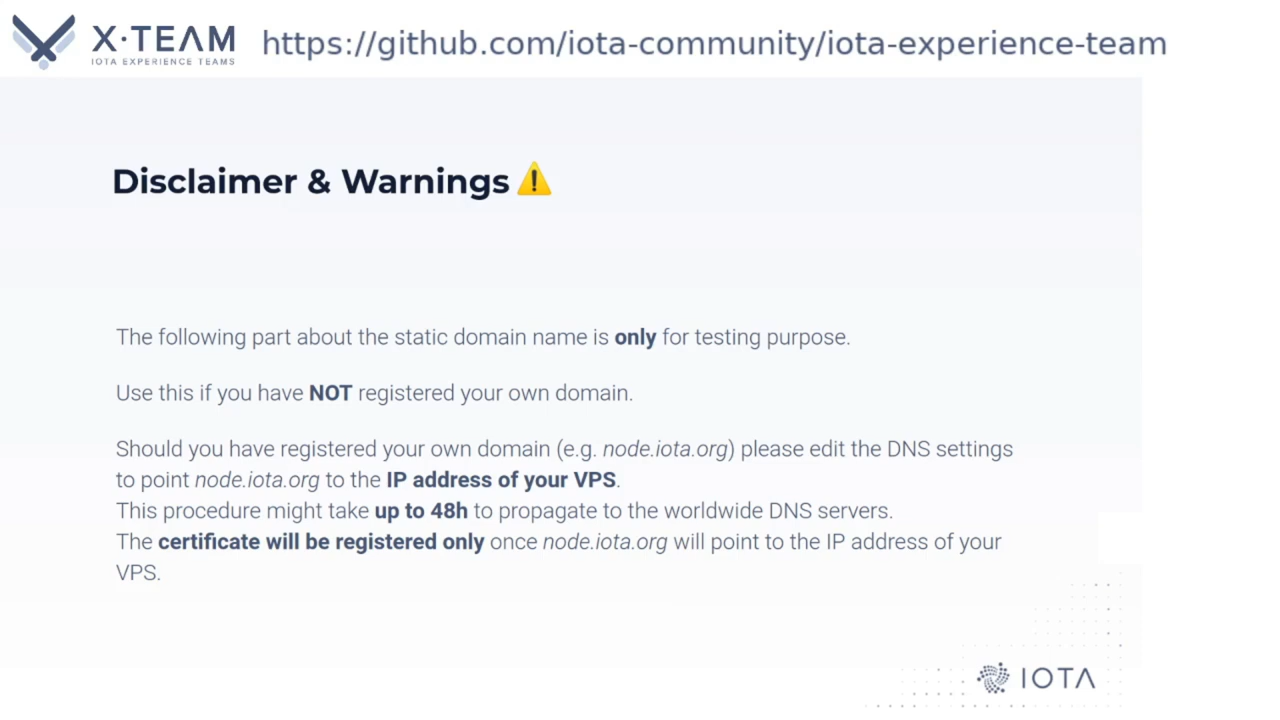 X·TEAM
IOTA EXPERIENCE TEAMS
https://github.com/iota-community/iota-experience-team
Disclaimer & Warnings ⚠️
The following part about the static domain name is only for testing purpose.
Use this if you have NOT registered your own domain.
Should you have registered your own domain (e.g. node.iota.org) please edit the DNS settings
to point node.iota.org to the IP address of your VPS.
This procedure might take up to 48h to propagate to the worldwide DNS servers.
The certificate will be registered only once node.iota.org will point to the IP address of your
VPS.
IOTA